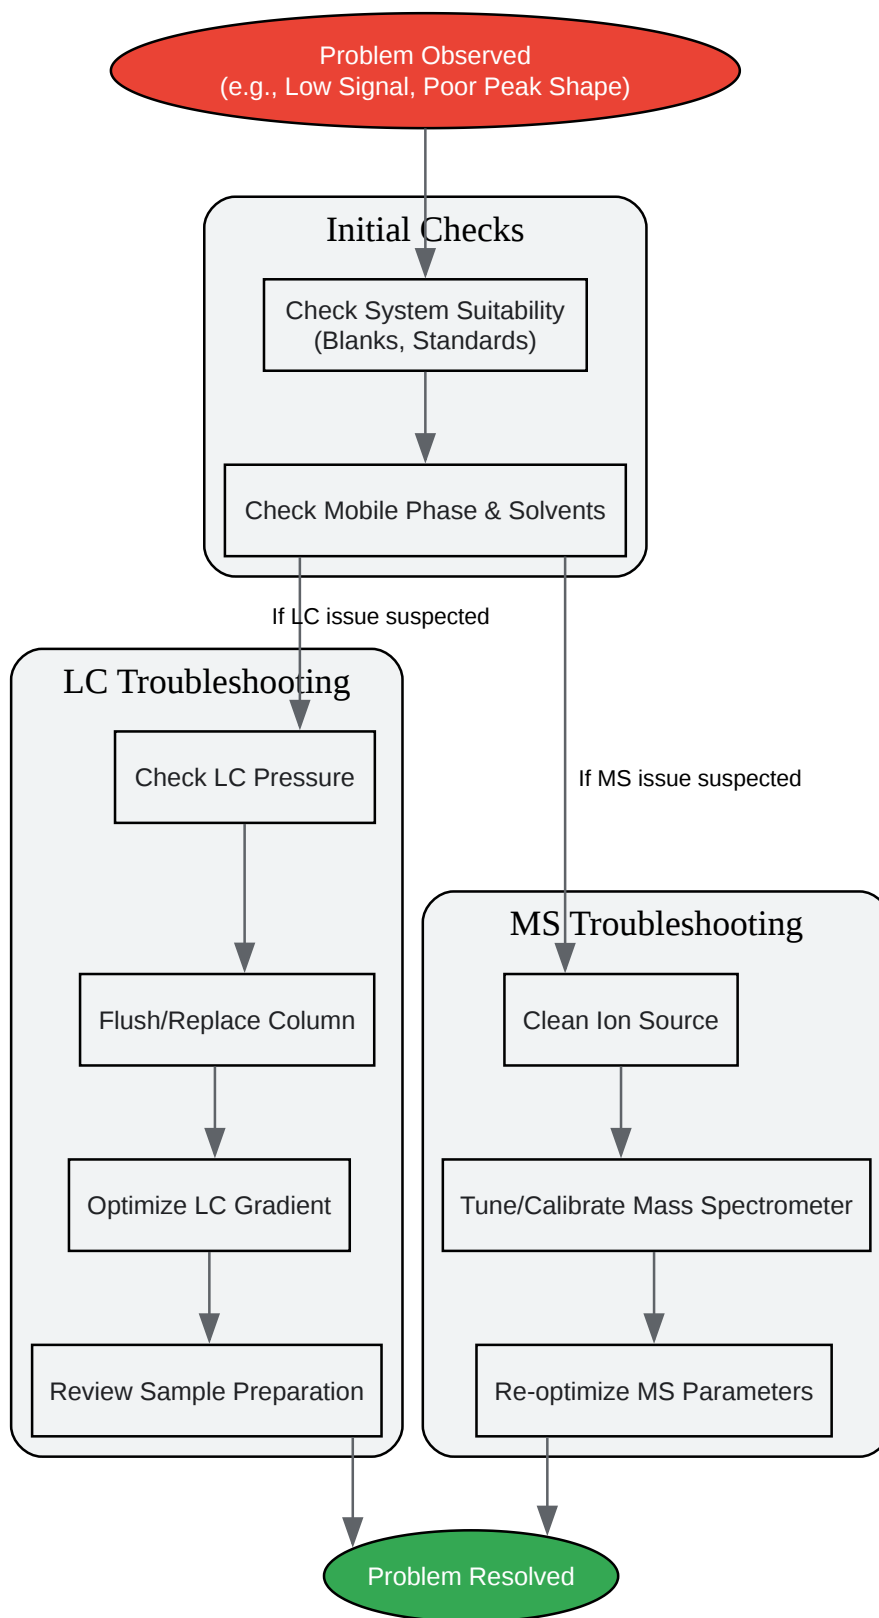 Problem Observed
(e.g., Low Signal, Poor Peak Shape)
Initial Checks
Check System Suitability
(Blanks, Standards)
Check Mobile Phase & Solvents
If LC issue suspected
LC Troubleshooting
Check LC Pressure
If MS issue suspected
MS Troubleshooting
Flush/Replace Column
Clean Ion Source
Optimize LC Gradient
Tune/Calibrate Mass Spectrometer
Review Sample Preparation
Re-optimize MS Parameters
Problem Resolved